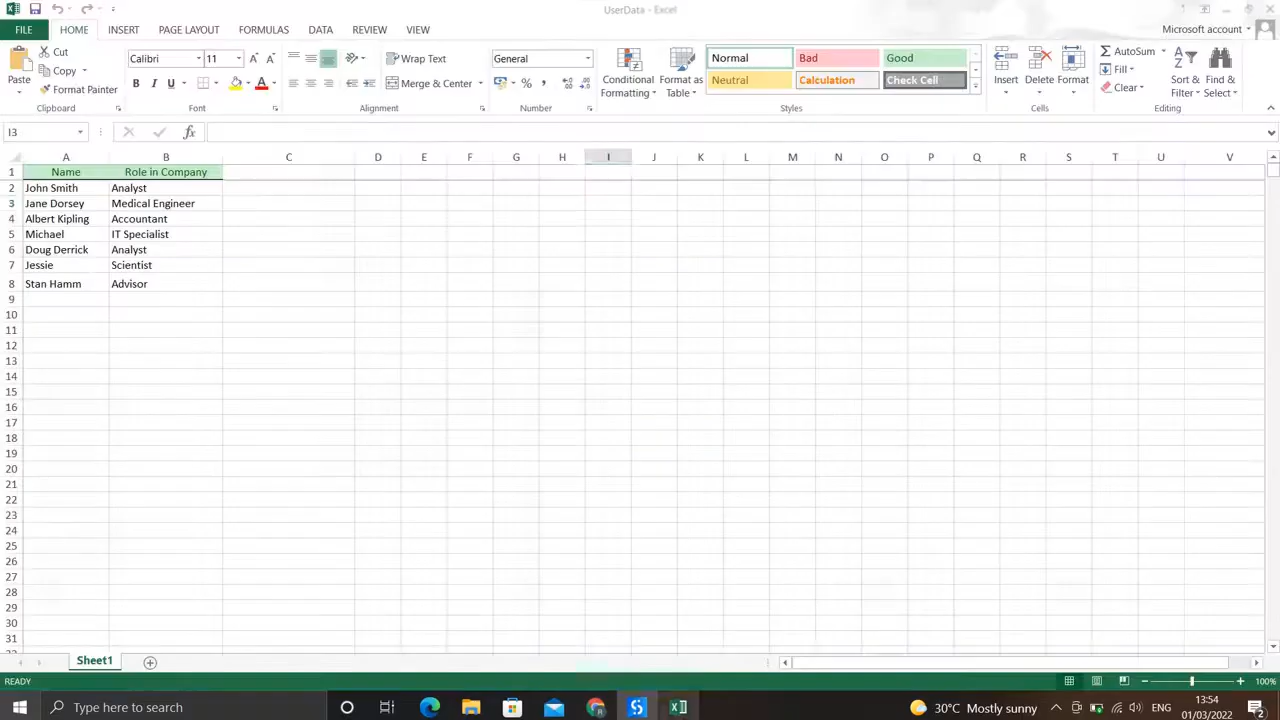 UserData - Excel
FILE HOME INSERT PAGE LAYOUT FORMULAS DATA REVIEW VIEW Microsoft account
Paste Cut Copy Format Painter
Calibri 11
B I U A
Wrap Text
Merge & Center
General
%
Conditional Formatting
Format as Table
Normal Bad Good
Neutral Calculation Check Cell
Insert Delete Format
AutoSum
Fill
Clear
Sort & Filter
Find & Select
Clipboard Font Alignment Number Styles Cells Editing
I3 fx
A B C D E F G H I J K L M N O P Q R S T U V
1 Name Role in Company
2 John Smith Analyst
3 Jane Dorsey Medical Engineer
4 Albert Kipling Accountant
5 Michael IT Specialist
6 Doug Derrick Analyst
7 Jessie Scientist
8 Stan Hamm Advisor
9
10
11
12
13
14
15
16
17
18
19
20
21
22
23
24
25
26
27
28
29
30
31
Sheet1
READY 100%
Type here to search
30°C Mostly sunny
ENG
13:54
01/03/2022
2